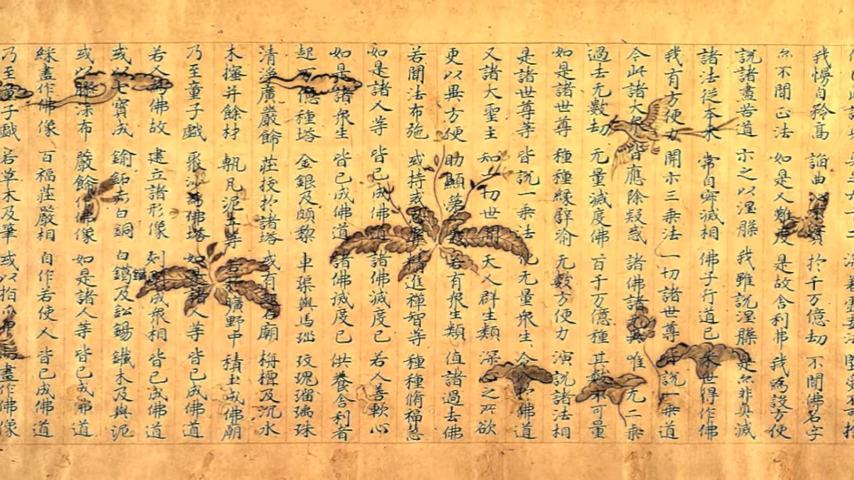 我慢自矜高 諂曲心不實 於千万億劫 不聞佛名字
亦不聞正法 如是人難度 是故舍利弗 我為設方便
說諸盡苦道 示之以涅槃 我雖說涅槃 是亦非真滅
諸法從本來 常自寂滅相 佛子行道已 來世得作佛
我有方便力 開示三乘法 一切諸世尊 皆說一乘道
今此諸大眾 皆應除疑惑 諸佛語無異 唯一无二乘
過去无數劫 无量滅度佛 百千万億種 其數不可量
如是諸世尊 種種緣譬喻 无數方便力 演說諸法相
是諸世尊等 皆說一乘法 化无量眾生 令入於佛道
又諸大聖主 知一切世間 天人群生類 深心之所欲
更以異方便 助顯第一義 若有眾生類 值諸過去佛
若聞法布施 或持戒忍辱 精進禪智等 種種脩福慧
如是諸人等 皆已成佛道 諸佛滅度已 若人善軟心
如是諸眾生 皆已成佛道 諸佛滅度已 供養舍利者
起万億種塔 金銀及頗黎 車璖與馬瑙 玫瑰瑠璃珠
清淨廣嚴飾 莊挍於諸塔 或有起石廟 栴檀及沉水
木櫁并餘材 甎瓦泥土等 若於曠野中 積土成佛廟
乃至童子戲 聚沙為佛塔 如是諸人等 皆已成佛道
若人為佛故 建立諸形像 刻雕成眾相 皆已成佛道
或以七寶成 鍮鉐赤白銅 白鑞及鉛錫 鐵木及與泥
或以膠漆布 嚴飾作佛像 如是諸人等 皆已成佛道
綵畫作佛像 百福莊嚴相 自作若使人 皆已成佛道
乃至童子戲 若草木及筆 或以指爪甲 而畫作佛像